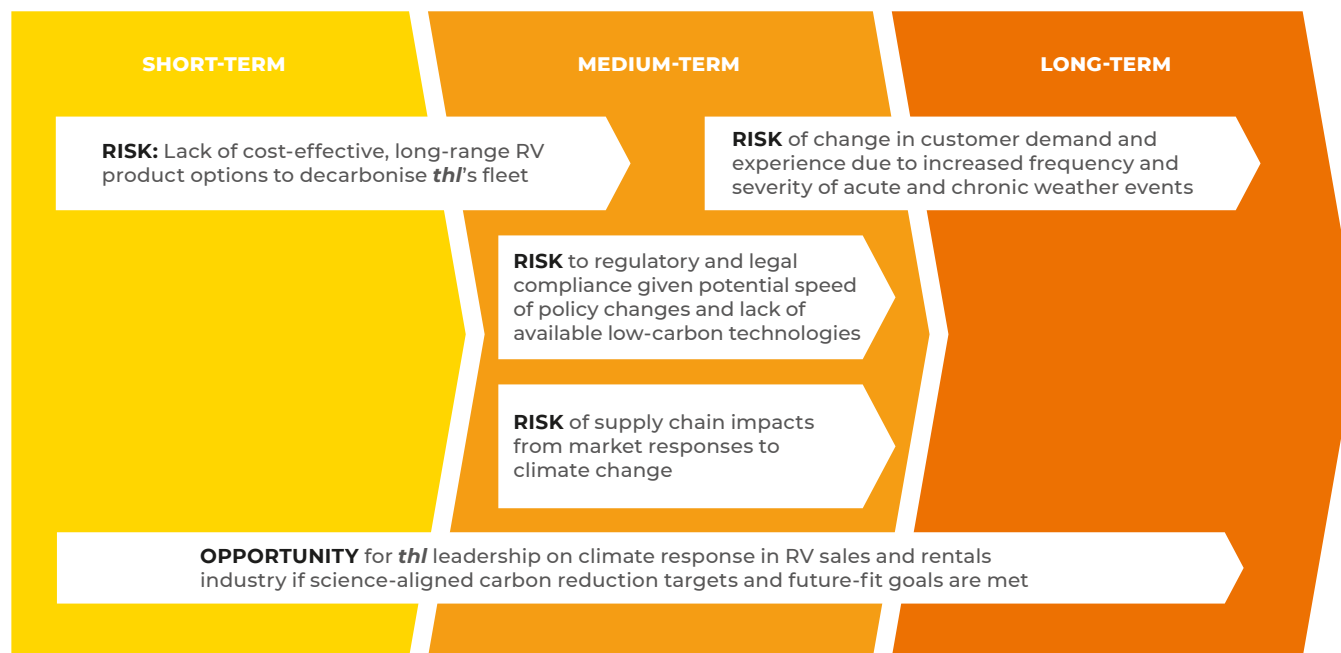 SHORT-TERM
MEDIUM-TERM
LONG-TERM
RISK: Lack of cost-effective, long-range RV
product options to decarbonise thl's fleet
RISK of change in customer demand and
experience due to increased frequency and
severity of acute and chronic weather events
RISK to regulatory and legal
compliance given potential speed
of policy changes and lack of
available low-carbon technologies
RISK of supply chain impacts
from market responses to
climate change
OPPORTUNITY for thl leadership on climate response in RV sales and rentals
industry if science-aligned carbon reduction targets and future-fit goals are met